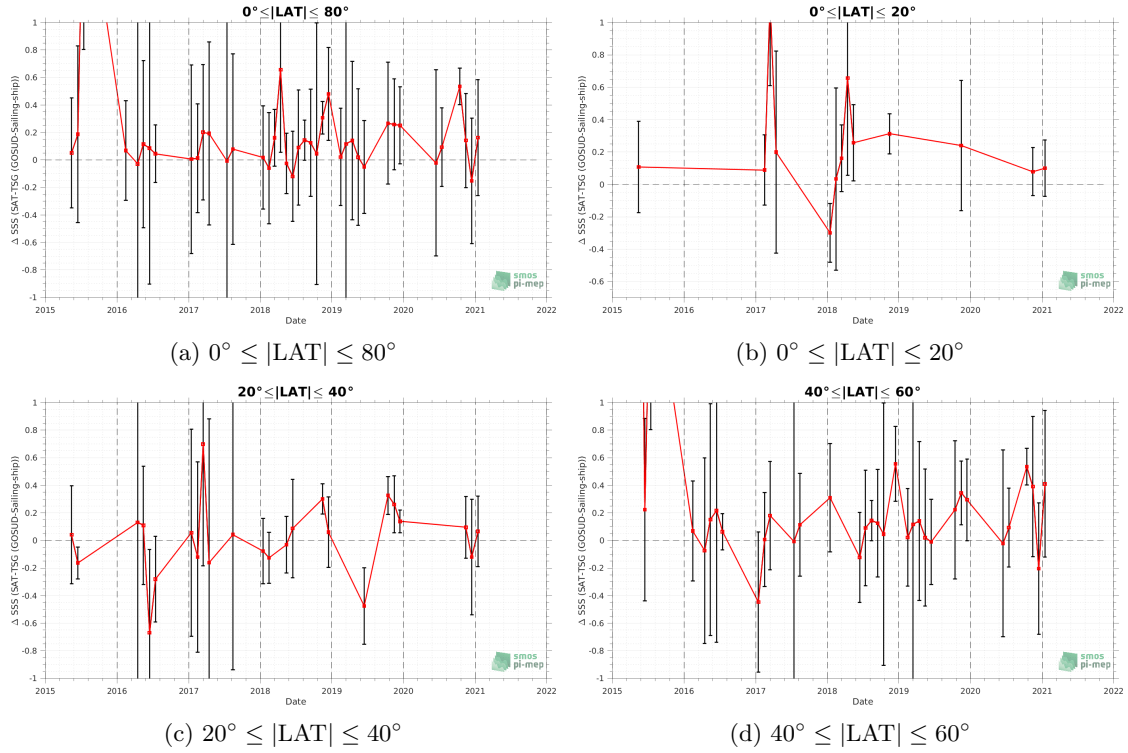 0°≤|LAT|≤ 80°
Δ SSS (SAT-TSG (GOSUD-Sailing-ship))
1
0.8
0.6
0.4
0.2
0
-0.2
-0.4
-0.6
-0.8
-1
smos
pi-mep
2015 2016 2017 2018 2019 2020 2021 2022
Date
(a) 0° ≤ |LAT| ≤ 80°
0°≤|LAT|≤ 20°
Δ SSS (SAT-TSG (GOSUD-Sailing-ship))
1
0.8
0.6
0.4
0.2
0
-0.2
-0.4
-0.6
smos
pi-mep
2015 2016 2017 2018 2019 2020 2021 2022
Date
(b) 0° ≤ |LAT| ≤ 20°
20°≤|LAT|≤ 40°
Δ SSS (SAT-TSG (GOSUD-Sailing-ship))
1
0.8
0.6
0.4
0.2
0
-0.2
-0.4
-0.6
-0.8
-1
smos
pi-mep
2015 2016 2017 2018 2019 2020 2021 2022
Date
(c) 20° ≤ |LAT| ≤ 40°
40°≤|LAT|≤ 60°
Δ SSS (SAT-TSG (GOSUD-Sailing-ship))
1
0.8
0.6
0.4
0.2
0
-0.2
-0.4
-0.6
-0.8
-1
smos
pi-mep
2015 2016 2017 2018 2019 2020 2021 2022
Date
(d) 40° ≤ |LAT| ≤ 60°